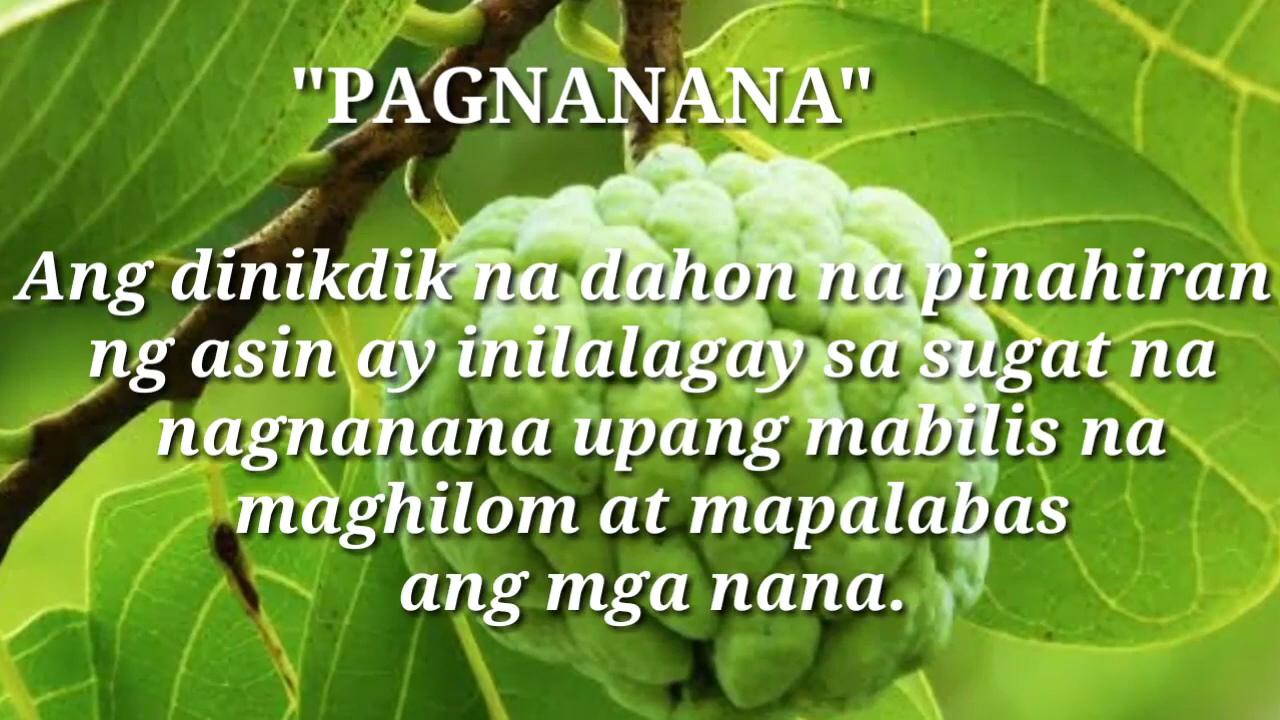 "PAGNANANA"
Ang dinikdik na dahon na pinahiran
ng asin ay inilalagay sa sugat na
nagnanana upang mabilis na
maghilom at mapalabas
ang mga nana.